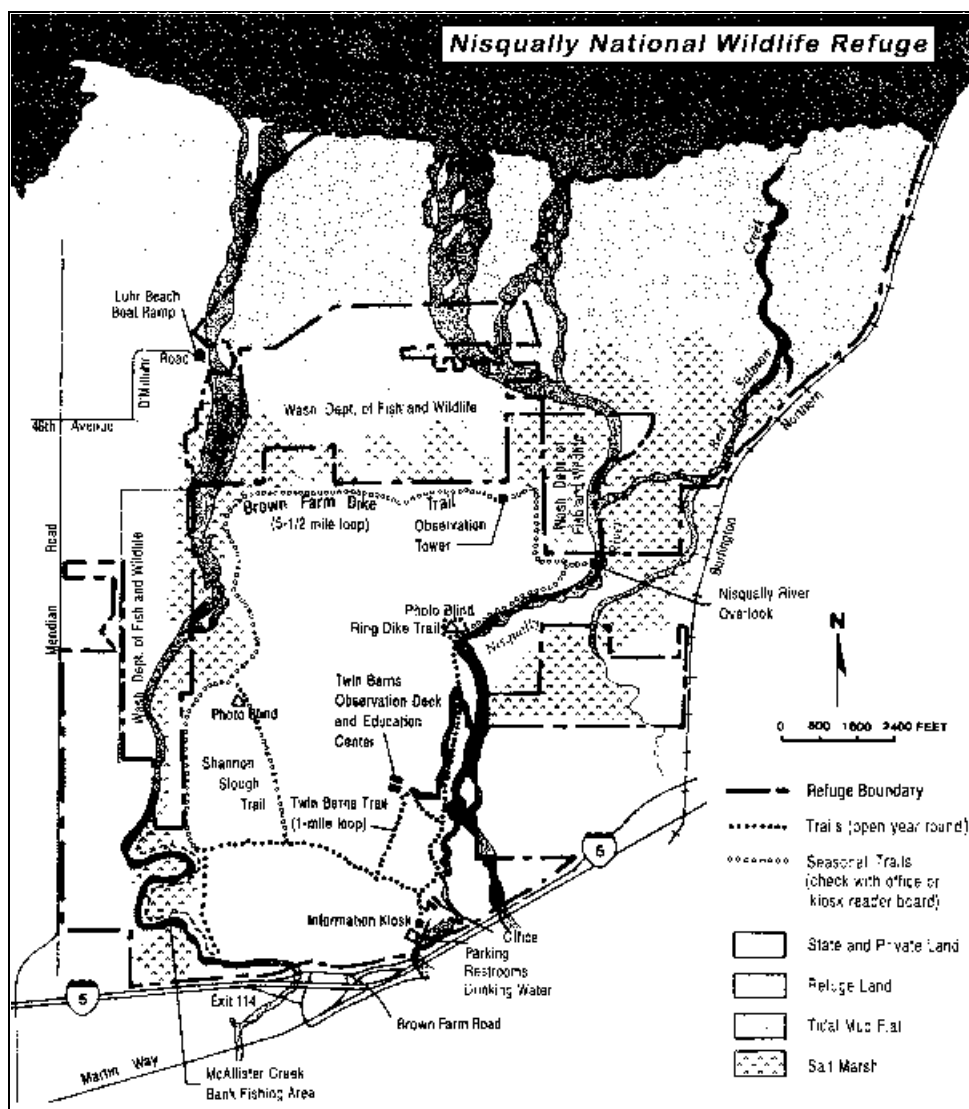 Nisqually National Wildlife Refuge
Luhr Beach
Boat Ramp
Road
D'Milluhr
46th Avenue
Wash. Dept. of Fish and Wildlife
Creek
Salmon
Red
Northern
Burlington
Brown Farm Dike
(5-1/2 mile loop)
Trail
Observation
Tower
Wash Dept. of
Fish and Wildlife
River
Road
Meridian
Wash. Dept. of Fish and Wildlife
Nisqually River
Overlook
Photo Blind
Ring Dike Trail
Nisqually
N
Twin Barns
Observation Deck
and Education
Center
Photo Blind
0 800 1600 2400 FEET
Shannon
Slough
Trail
Twin Barns Trail
(1-mile loop)
Refuge Boundary
Trails (open year round)
Seasonal Trails
(check with office or
kiosk reader board)
5
Information Kiosk
Office
Parking
Restrooms
Drinking Water
State and Private Land
Refuge Land
Tidal Mud Flat
Salt Marsh
5
Exit 114
Brown Farm Road
Martin Way
McAllister Creek
Bank Fishing Area